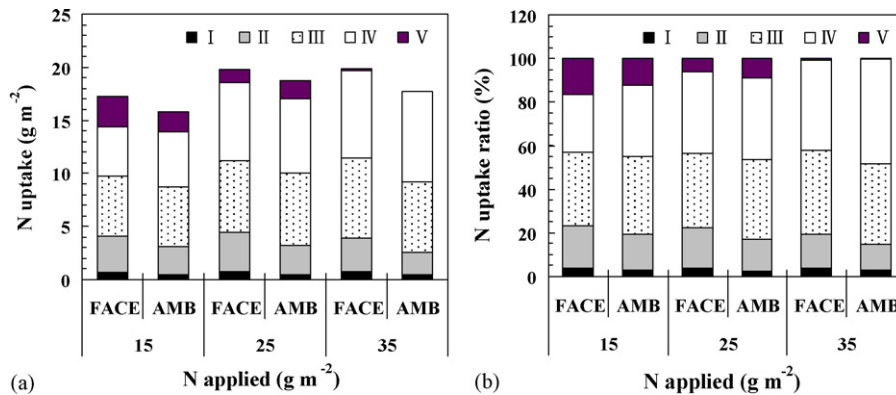 I II III IV V
N uptake (g m⁻²)
25
20
15
10
5
0
FACE AMB FACE AMB FACE AMB
15 25 35
(a) N applied (g m⁻²)
I II III IV V
N uptake ratio (%)
120
100
80
60
40
20
0
FACE AMB FACE AMB FACE AMB
15 25 35
(b) N applied (g m⁻²)